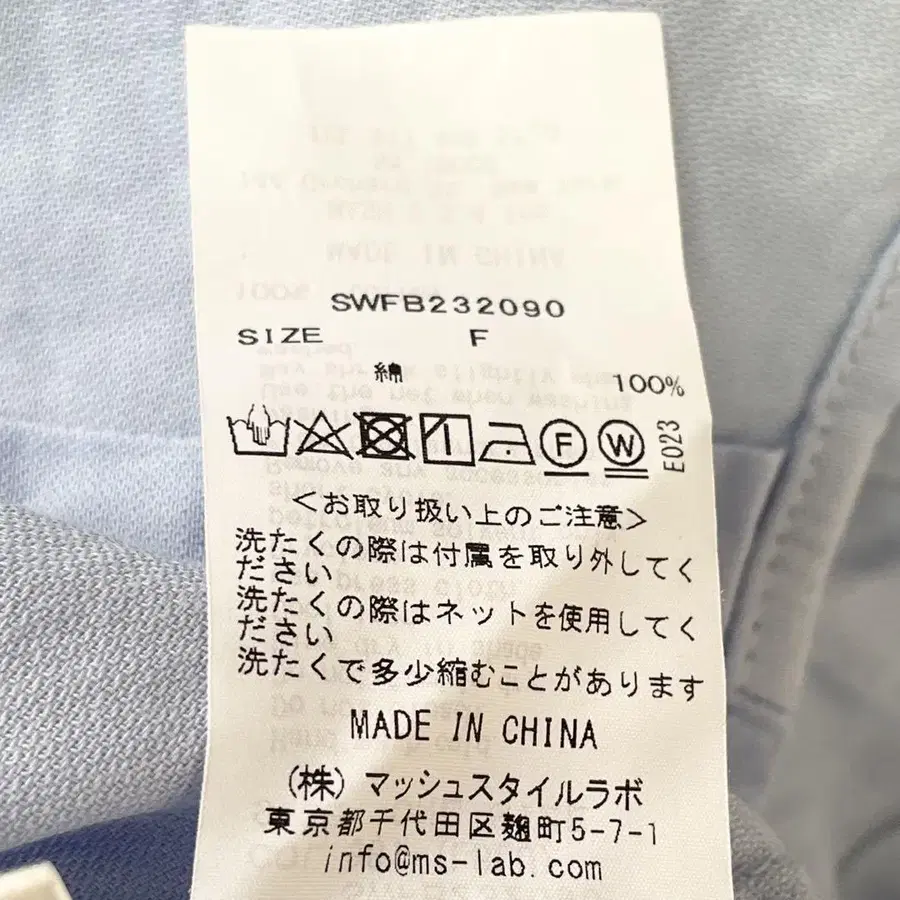 SWFB232090
SIZE F
綿 100%
F W E023
<お取り扱い上のご注意>
洗たくの際は付属を取り外してく
ださい
洗たくの際はネットを使用してく
ださい
洗たくで多少縮むことがあります
MADE IN CHINA
(株)マッシュスタイルラボ
東京都千代田区麹町5-7-1
info@ms-lab.com